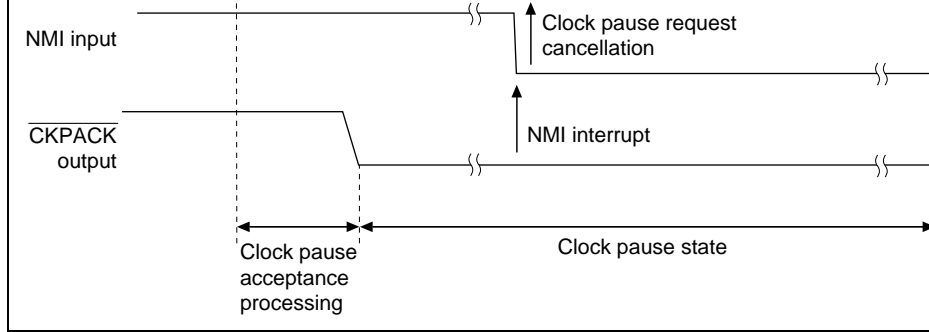 NMI input
Clock pause request
cancellation
CKPACK
output
NMI interrupt
Clock pause
acceptance
processing
Clock pause state